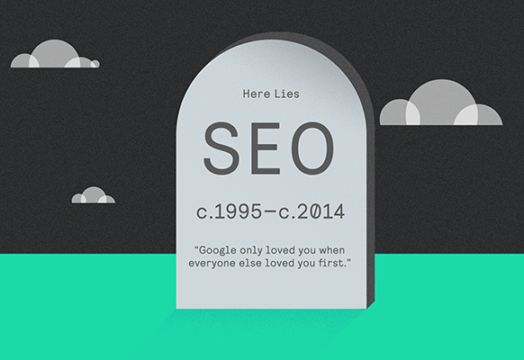 Here Lies
SEO
c.1995–c.2014
"Google only loved you when
everyone else loved you first."